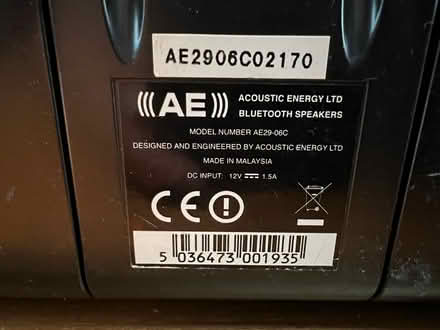 AE2906C02170
(((AE)))
ACOUSTIC ENERGY LTD
BLUETOOTH SPEAKERS
MODEL NUMBER AE29-06C
DESIGNED AND ENGINEERED BY ACOUSTIC ENERGY LTD
MADE IN MALAYSIA
DC INPUT: 12V ⎓ 1.5A
CE
5 036473 001935